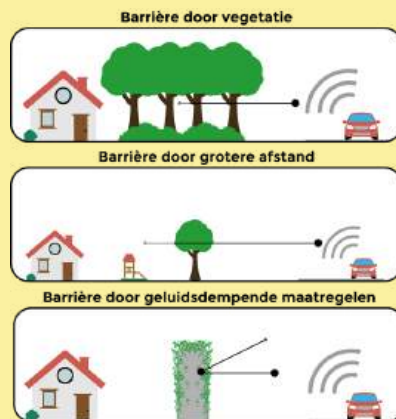 Barrière door vegetatie
Barrière door grotere afstand
Barrière door geluidsdempende maatregelen